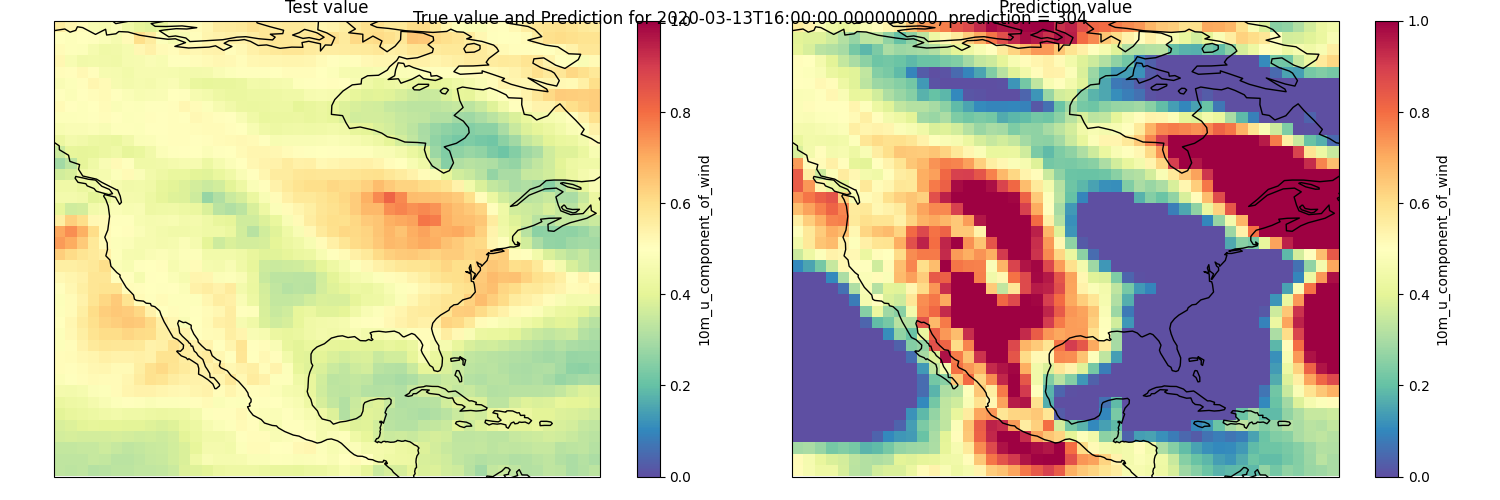 Test value
True value and Prediction for 2020-03-13T16:00:00.000000000, prediction = 304
Prediction value
1.0
0.8
0.6
0.4
0.2
0.0
10m_u_component_of_wind
1.0
0.8
0.6
0.4
0.2
0.0
10m_u_component_of_wind